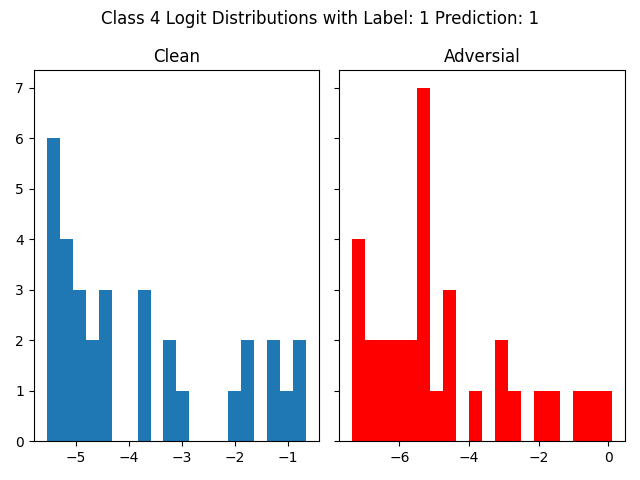 Class 4 Logit Distributions with Label: 1 Prediction: 1
Clean
Adversial
7
6
5
4
3
2
1
0
−5 −4 −3 −2 −1
−6 −4 −2 0